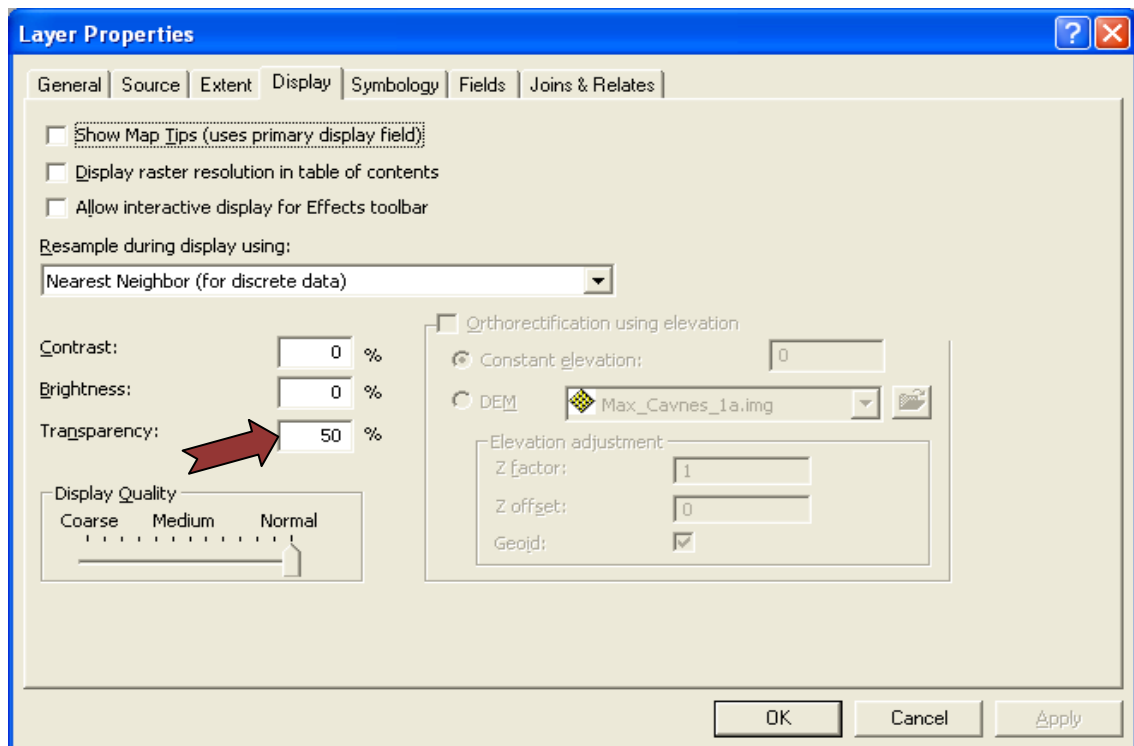 Layer Properties
General Source Extent Display Symbology Fields Joins & Relates
Show Map Tips (uses primary display field)
Display raster resolution in table of contents
Allow interactive display for Effects toolbar
Resample during display using:
Nearest Neighbor (for discrete data)
Contrast: 0 %
Brightness: 0 %
Transparency: 50 %
Display Quality
Coarse Medium Normal
Orthorectification using elevation
Constant elevation: 0
DEM Max_Cavnes_1a.img
Elevation adjustment
Z factor: 1
Z offset: 0
Geoid:
OK Cancel Apply